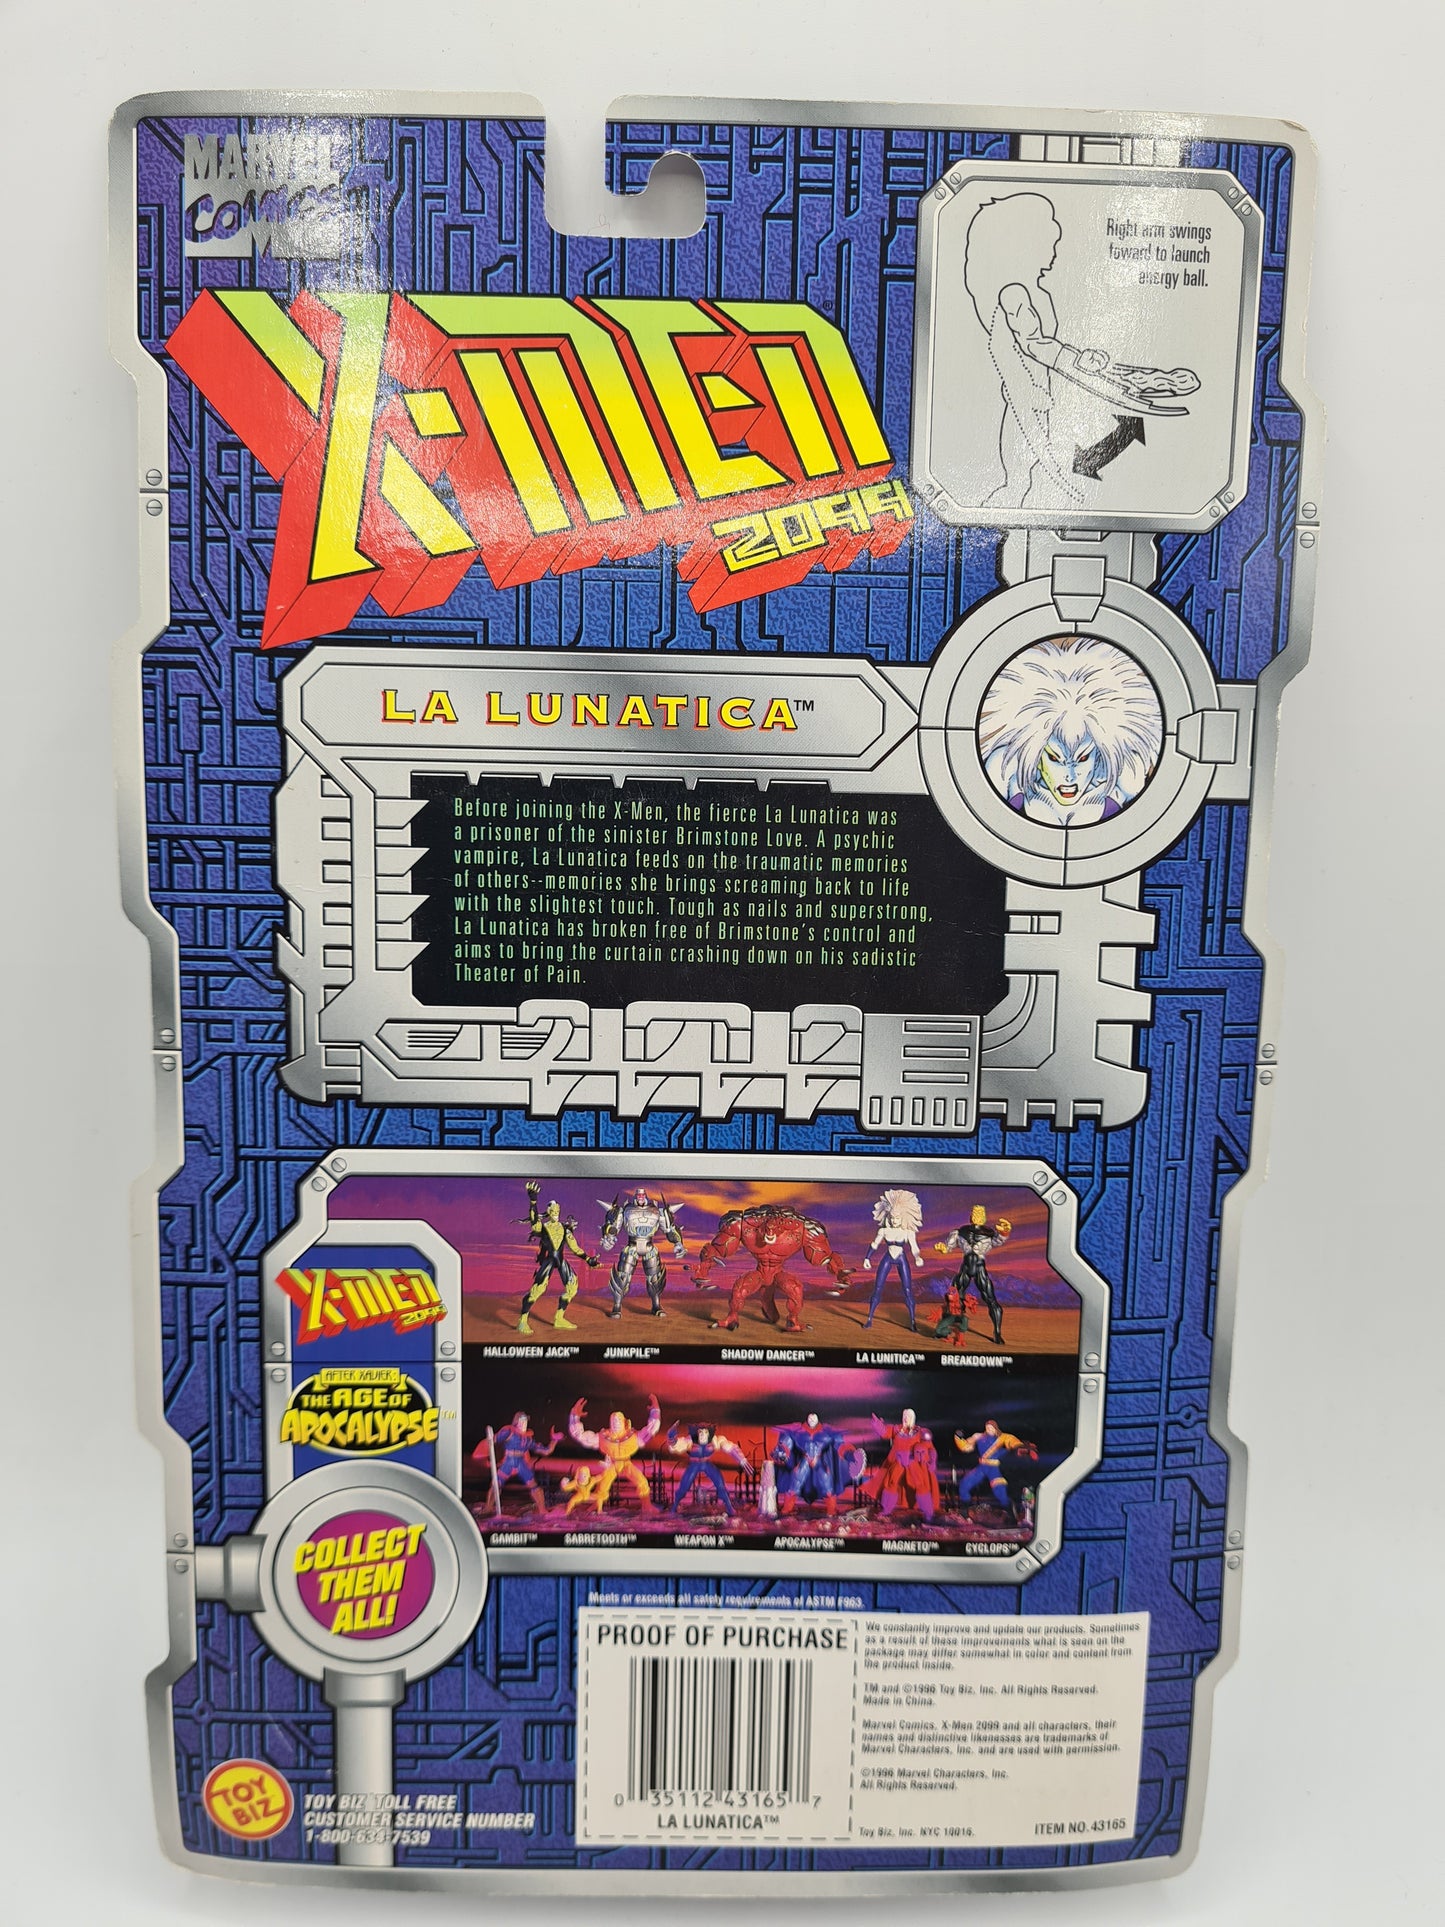 MARVEL
COMICS
Right arm swings
foward to launch
energy ball.
X-MEN®
2099
LA LUNATICA™
Before joining the X-Men, the fierce La Lunatica was
a prisoner of the sinister Brimstone Love. A psychic
vampire, La Lunatica feeds on the traumatic memories
of others--memories she brings screaming back to life
with the slightest touch. Tough as nails and superstrong,
La Lunatica has broken free of Brimstone's control and
aims to bring the curtain crashing down on his sadistic
Theater of Pain.
X-MEN
2099
HALLOWEEN JACK™ JUNKPILE™ SHADOW DANCER™ LA LUNITICA™ BREAKDOWN™
AFTER XAVIER:
THE AGE OF
APOCALYPSE™
GAMBIT™ SABRETOOTH™ WEAPON X™ APOCALYPSE™ MAGNETO™ CYCLOPS™
COLLECT
THEM
ALL!
Meets or exceeds all safety requirements of ASTM F963.
PROOF OF PURCHASE
0 35112 43165 7
LA LUNATICA™
We constantly improve and update our products. Sometimes
as a result of these improvements what is seen on the
package may differ somewhat in color and content from
the product inside.
TM and ©1996 Toy Biz, Inc. All Rights Reserved.
Made in China.
Marvel Comics, X-Men 2099 and all characters, their
names and distinctive likenesses are trademarks of
Marvel Characters, Inc. and are used with permission.
©1996 Marvel Characters, Inc.
All Rights Reserved.
Toy Biz, Inc. NYC 10016.
ITEM NO. 43165
TOY
BIZ
TOY BIZ TOLL FREE
CUSTOMER SERVICE NUMBER
1-800-634-7539